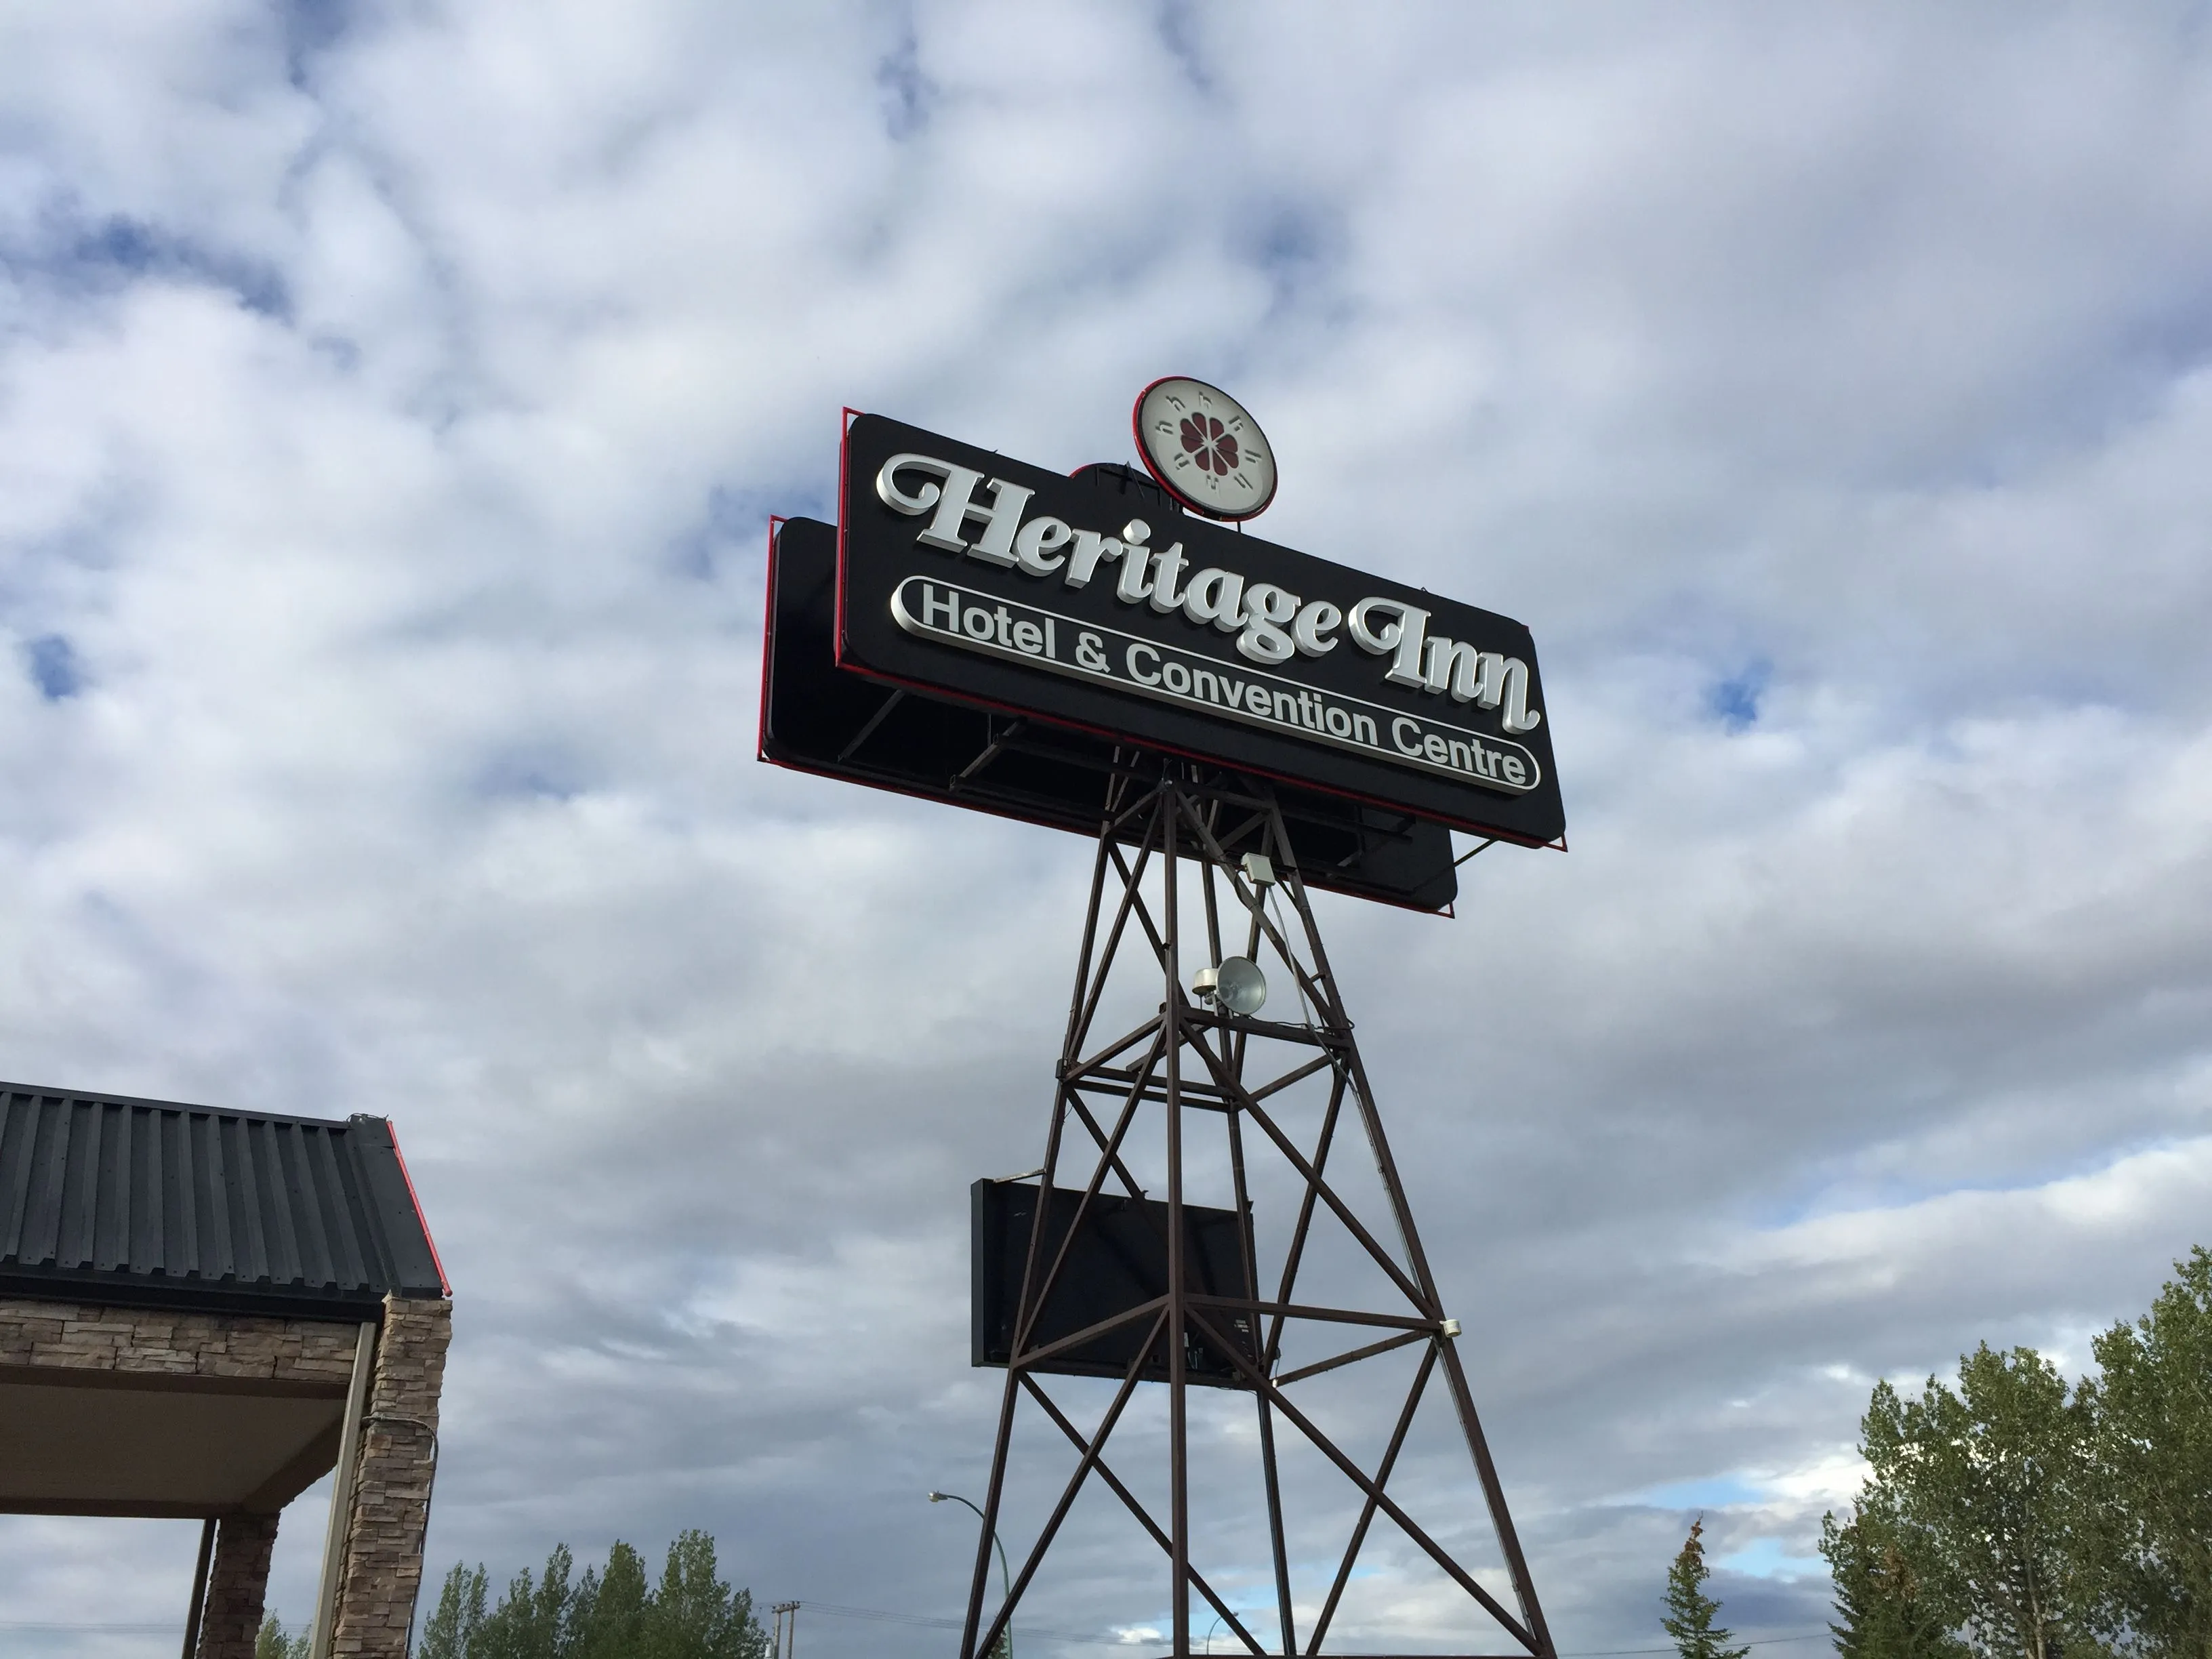 Heritage Inn
Hotel & Convention Centre